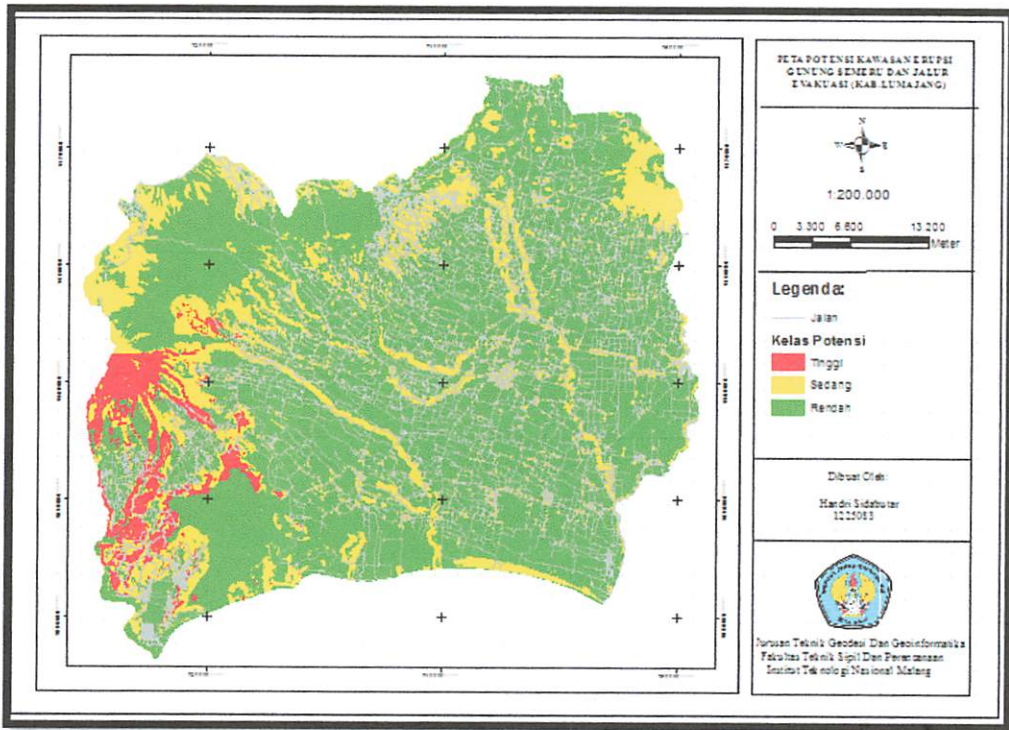 PETA POTENSI KAWASAN ERUPSI
GUNUNG SEMERU DAN JALUR
EVAKUASI (KAB.LUMAJANG)
N
W E
S
1:200.000
0 3.300 6.600 13.200
Meter
Legenda:
Jalan
Kelas Potensi
Tinggi
Sedang
Rendah
Dibuat Oleh:
Handri Sidabutar
1225083
Jurusan Teknik Geodesi Dan Geoinformatika
Fakultas Teknik Sipil Dan Perencanaan
Institut Teknologi Nasional Malang